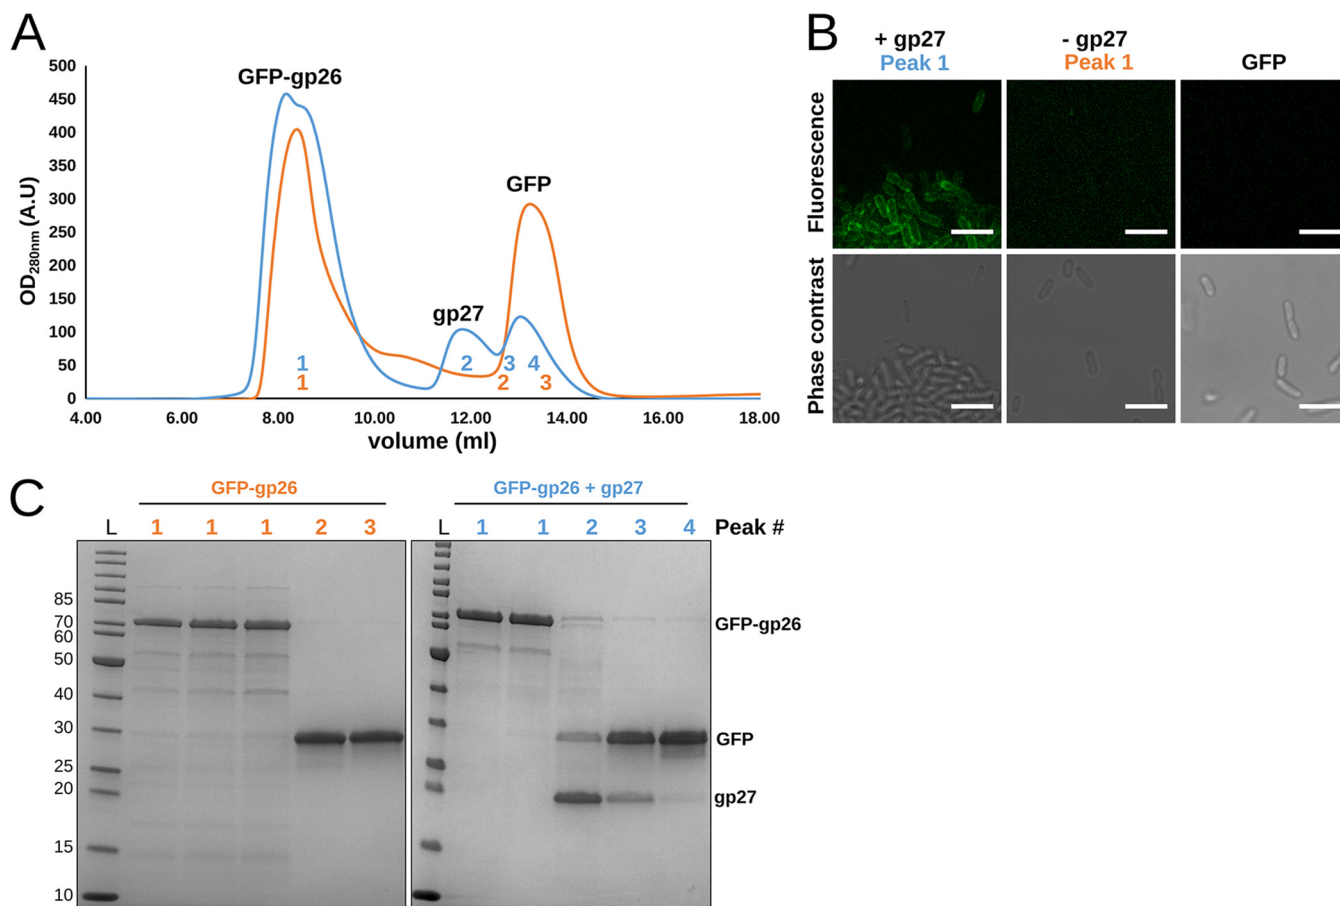 A
GFP-gp26
GFP
gp27
500
450
400
350
300
250
200
150
100
50
0
OD280nm (A.U)
1 2 3 4
1 2 3
4.00 6.00 8.00 10.00 12.00 14.00 16.00 18.00
volume (ml)
B
+ gp27 - gp27
Peak 1 Peak 1 GFP
Fluorescence
Phase contrast
C
GFP-gp26 GFP-gp26 + gp27
L 1 1 1 2 3 L 1 1 2 3 4 Peak #
85
70
60
50
40
30
25
20
15
10
GFP-gp26
GFP
gp27